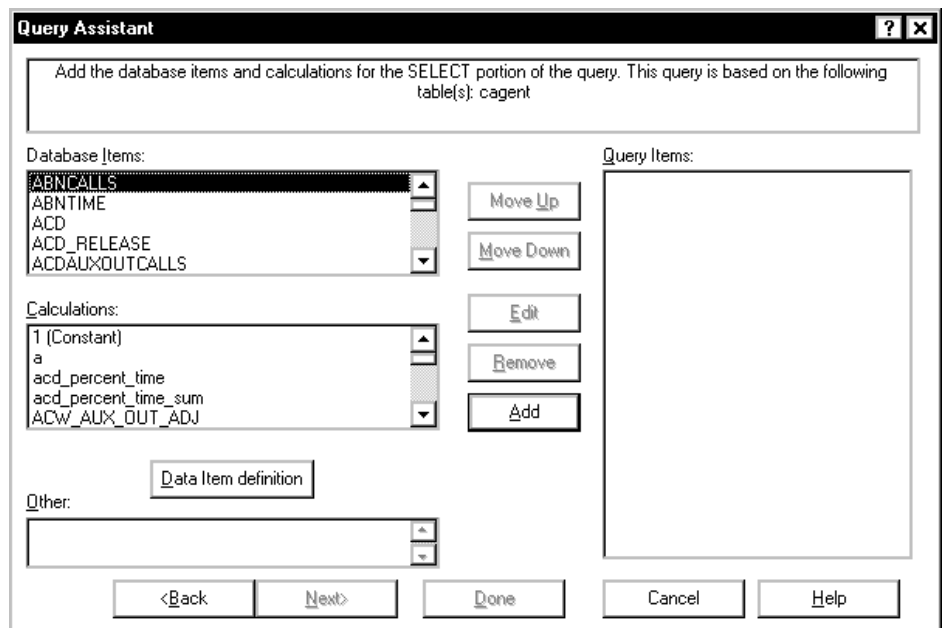 Query Assistant
Add the database items and calculations for the SELECT portion of the query. This query is based on the following
table(s): cagent
Database Items:
Query Items:
ABNCALLS
ABNTIME
ACD
ACD_RELEASE
ACDAUXOUTCALLS
Move Up
Move Down
Calculations:
1 (Constant)
a
acd_percent_time
acd_percent_time_sum
ACW_AUX_OUT_ADJ
Edit
Remove
Add
Data Item definition
Other:
<Back
Next>
Done
Cancel
Help